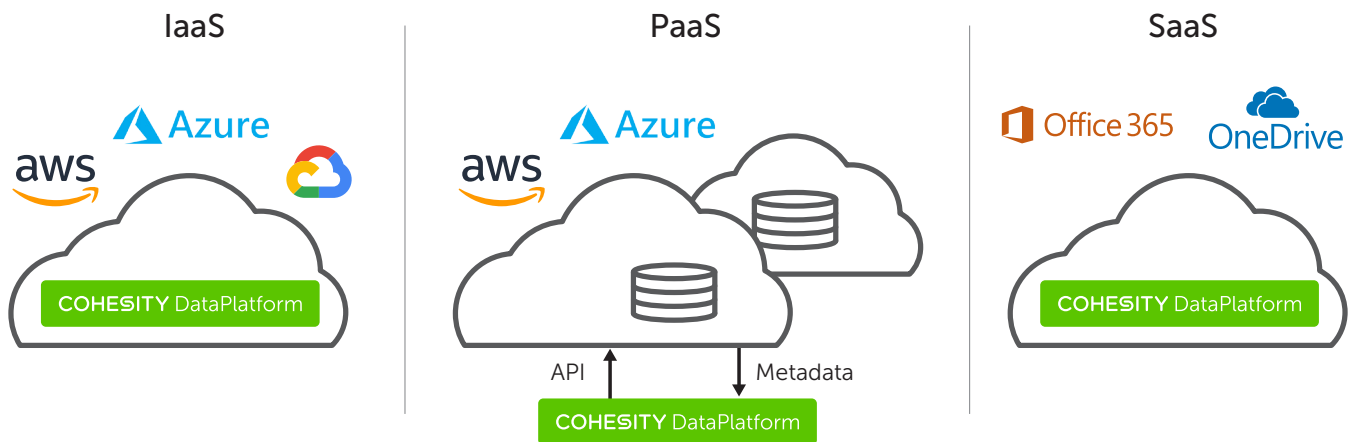 IaaS
Azure
aws
COHESITY DataPlatform
PaaS
Azure
aws
API
Metadata
COHESITY DataPlatform
SaaS
Office 365
OneDrive
COHESITY DataPlatform